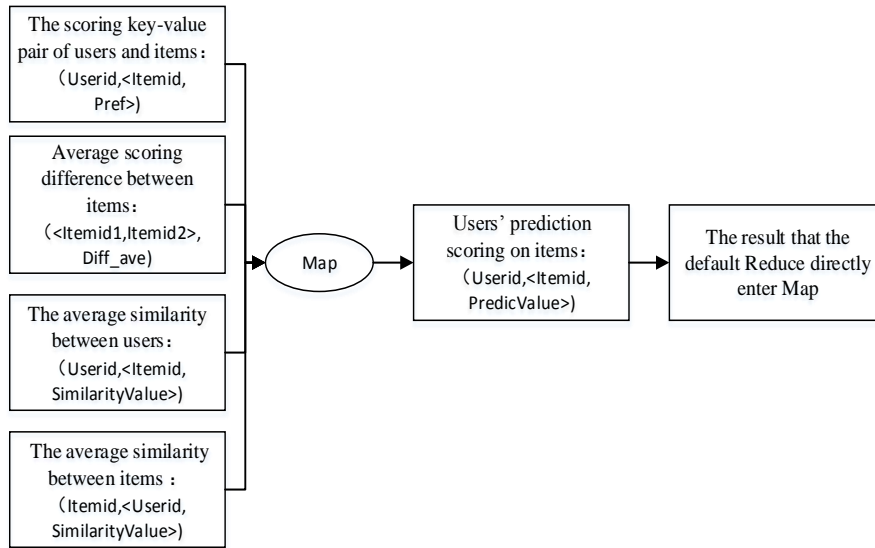 The scoring key-value
pair of users and items：
（Userid,<Itemid,
Pref>)
Average scoring
difference between
items：
（<Itemid1,Itemid2>,
Diff_ave)
The average similarity
between users：
（Userid,<Itemid,
SimilarityValue>)
The average similarity
between items ：
（Itemid,<Userid,
SimilarityValue>)
Map
Users’ prediction
scoring on items：
（Userid,<Itemid,
PredicValue>)
The result that the
default Reduce directly
enter Map